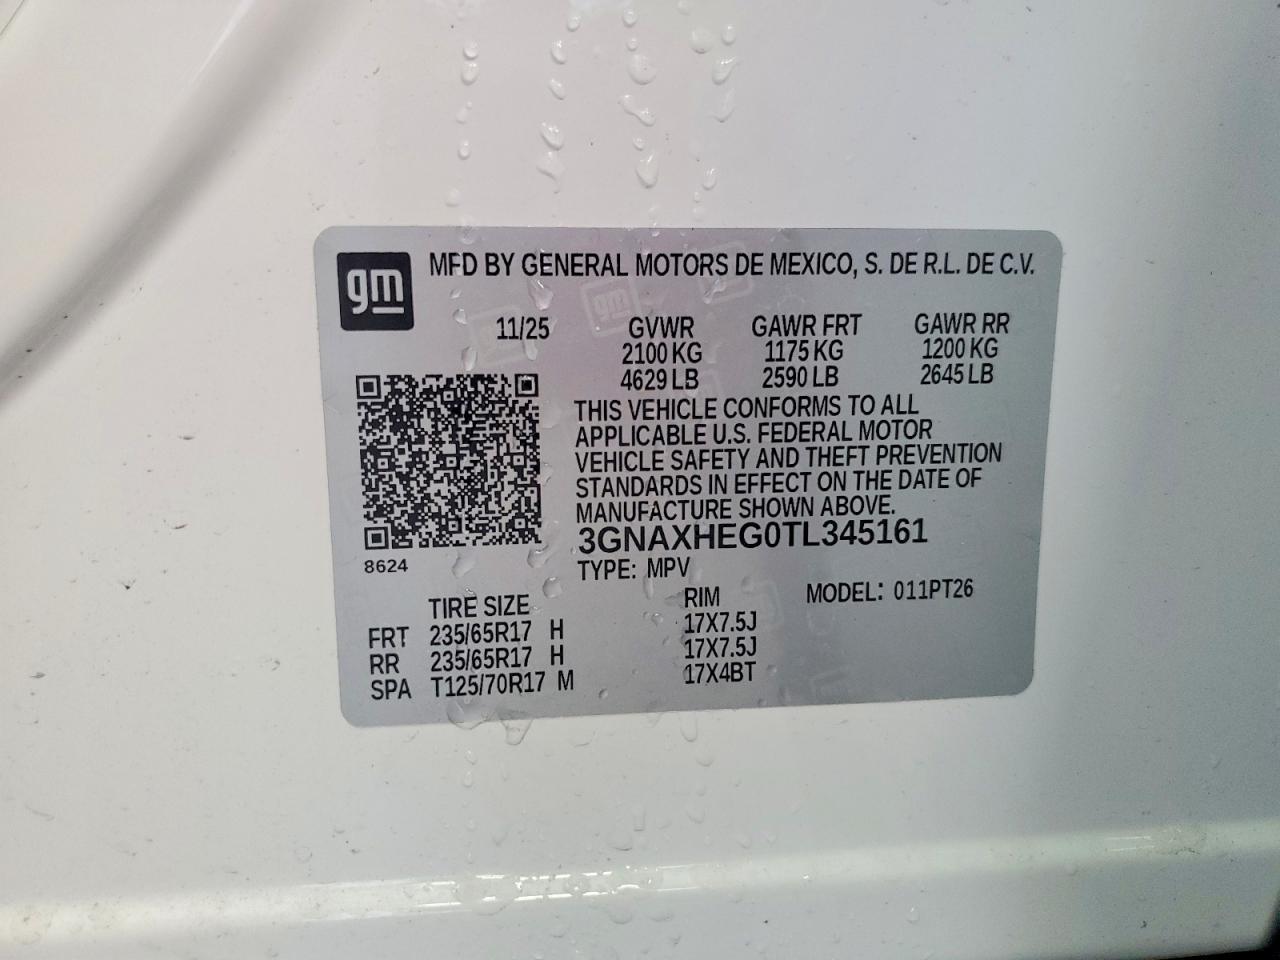 gm
MFD BY GENERAL MOTORS DE MEXICO, S. DE R.L. DE C.V.
11/25 GVWR GAWR FRT GAWR RR
2100 KG 1175 KG 1200 KG
4629 LB 2590 LB 2645 LB
THIS VEHICLE CONFORMS TO ALL
APPLICABLE U.S. FEDERAL MOTOR
VEHICLE SAFETY AND THEFT PREVENTION
STANDARDS IN EFFECT ON THE DATE OF
MANUFACTURE SHOWN ABOVE.
3GNAXHEG0TL345161
8624
TYPE: MPV
TIRE SIZE RIM MODEL: 011PT26
FRT 235/65R17 H 17X7.5J
RR 235/65R17 H 17X7.5J
SPA T125/70R17 M 17X4BT